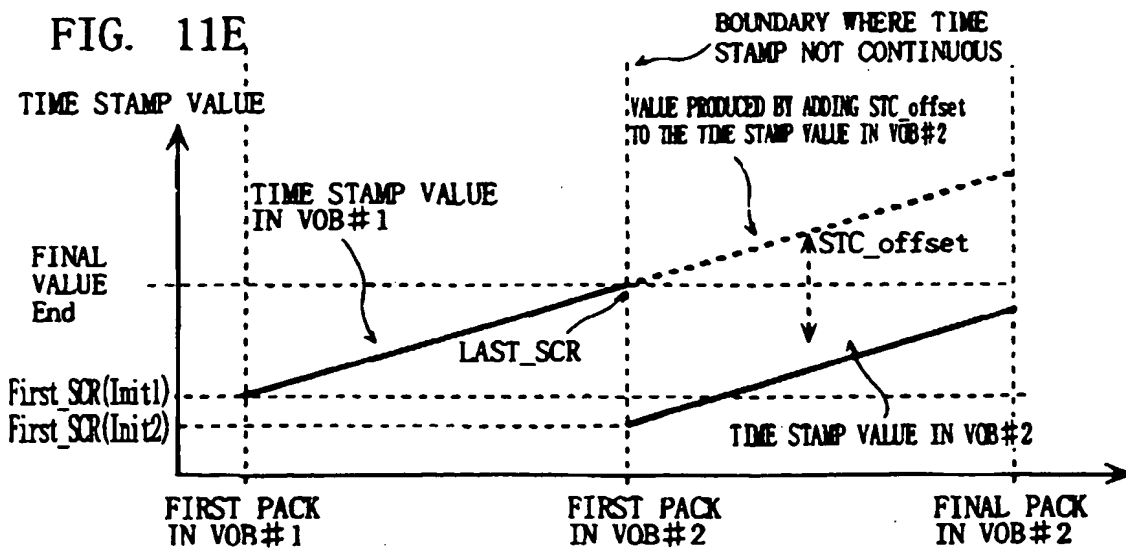 FIG. 11E
BOUNDARY WHERE TIME
STAMP NOT CONTINUOUS
TIME STAMP VALUE
VALUE PRODUCED BY ADDING STC_offset
TO THE TIME STAMP VALUE IN VOB#2
TIME STAMP VALUE
IN VOB#1
STC_offset
FINAL
VALUE
End
LAST_SCR
First_SCR(Init1)
First_SCR(Init2)
TIME STAMP VALUE IN VOB#2
FIRST PACK
IN VOB#1
FIRST PACK
IN VOB#2
FINAL PACK
IN VOB#2